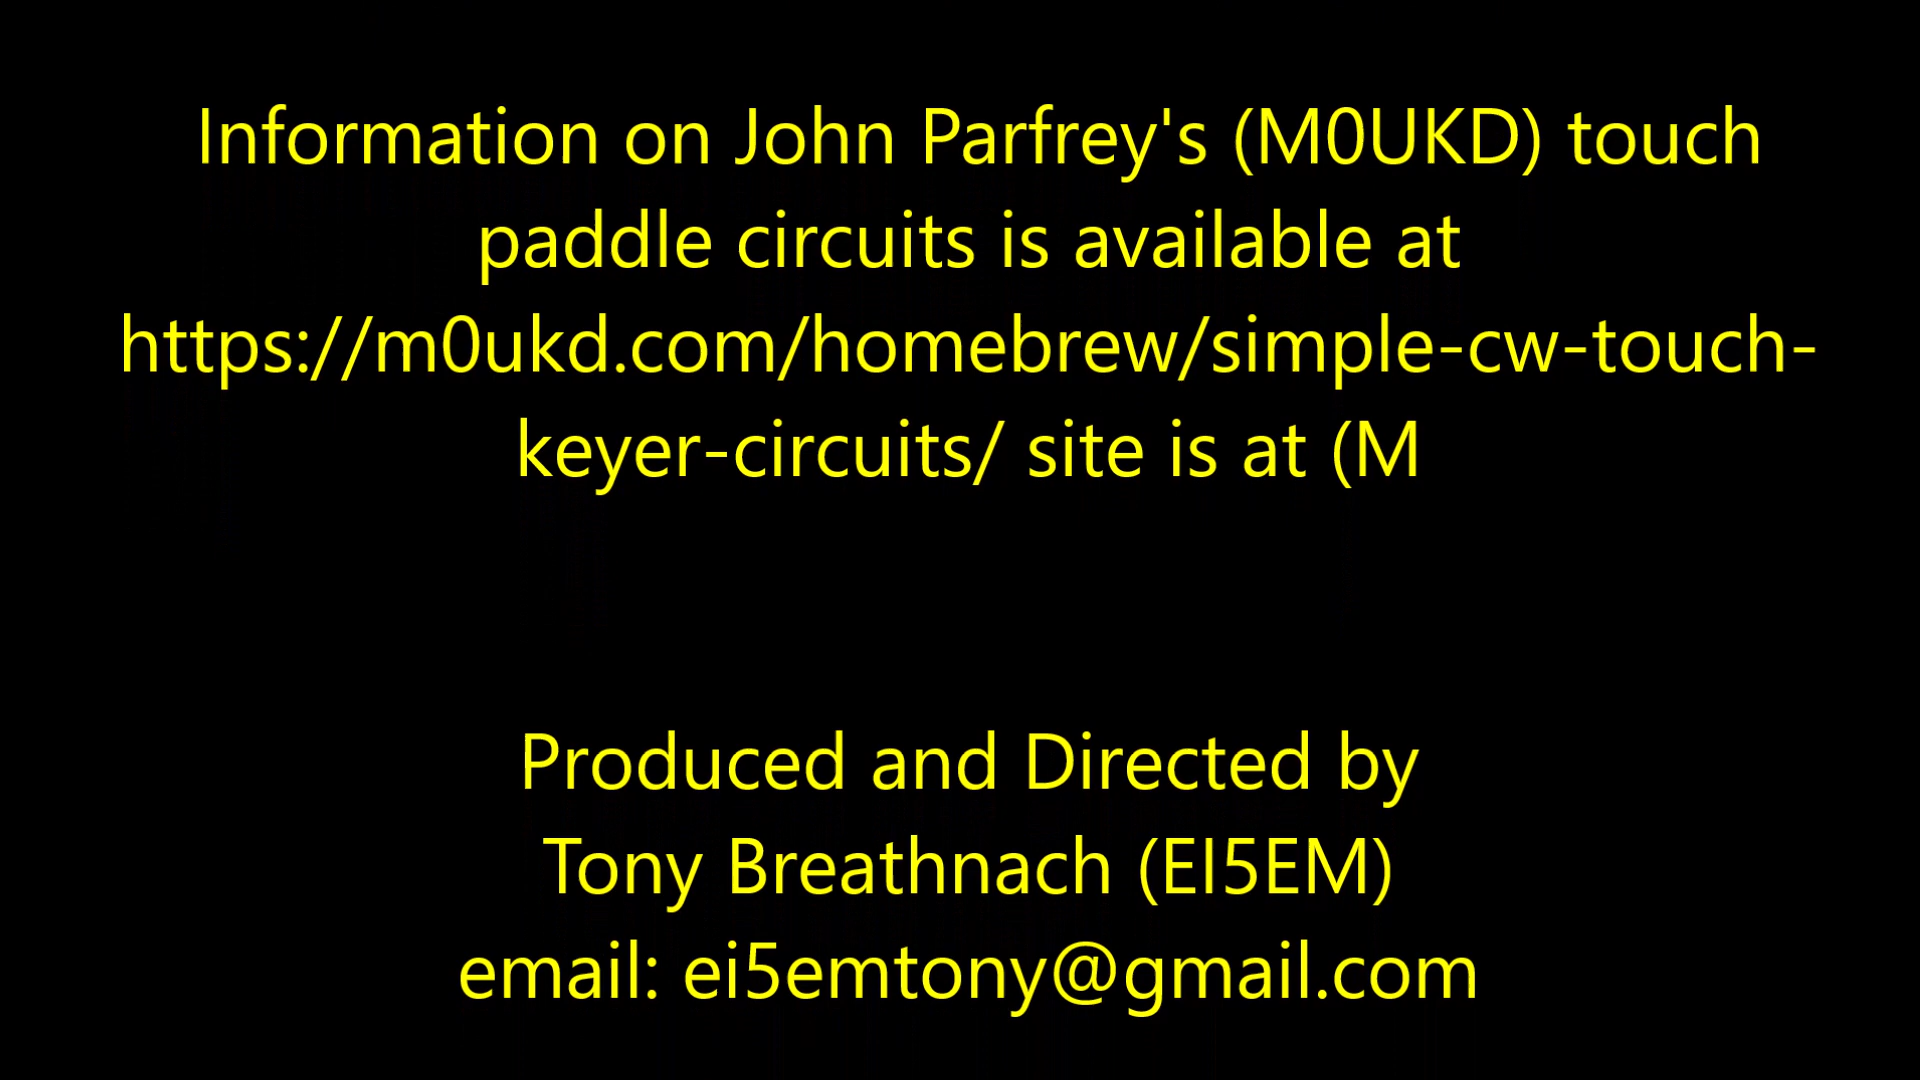 Information on John Parfrey's (M0UKD) touch
paddle circuits is available at
https://m0ukd.com/homebrew/simple-cw-touch-
keyer-circuits/ site is at (M
Produced and Directed by
Tony Breathnach (EI5EM)
email: ei5emtony@gmail.com